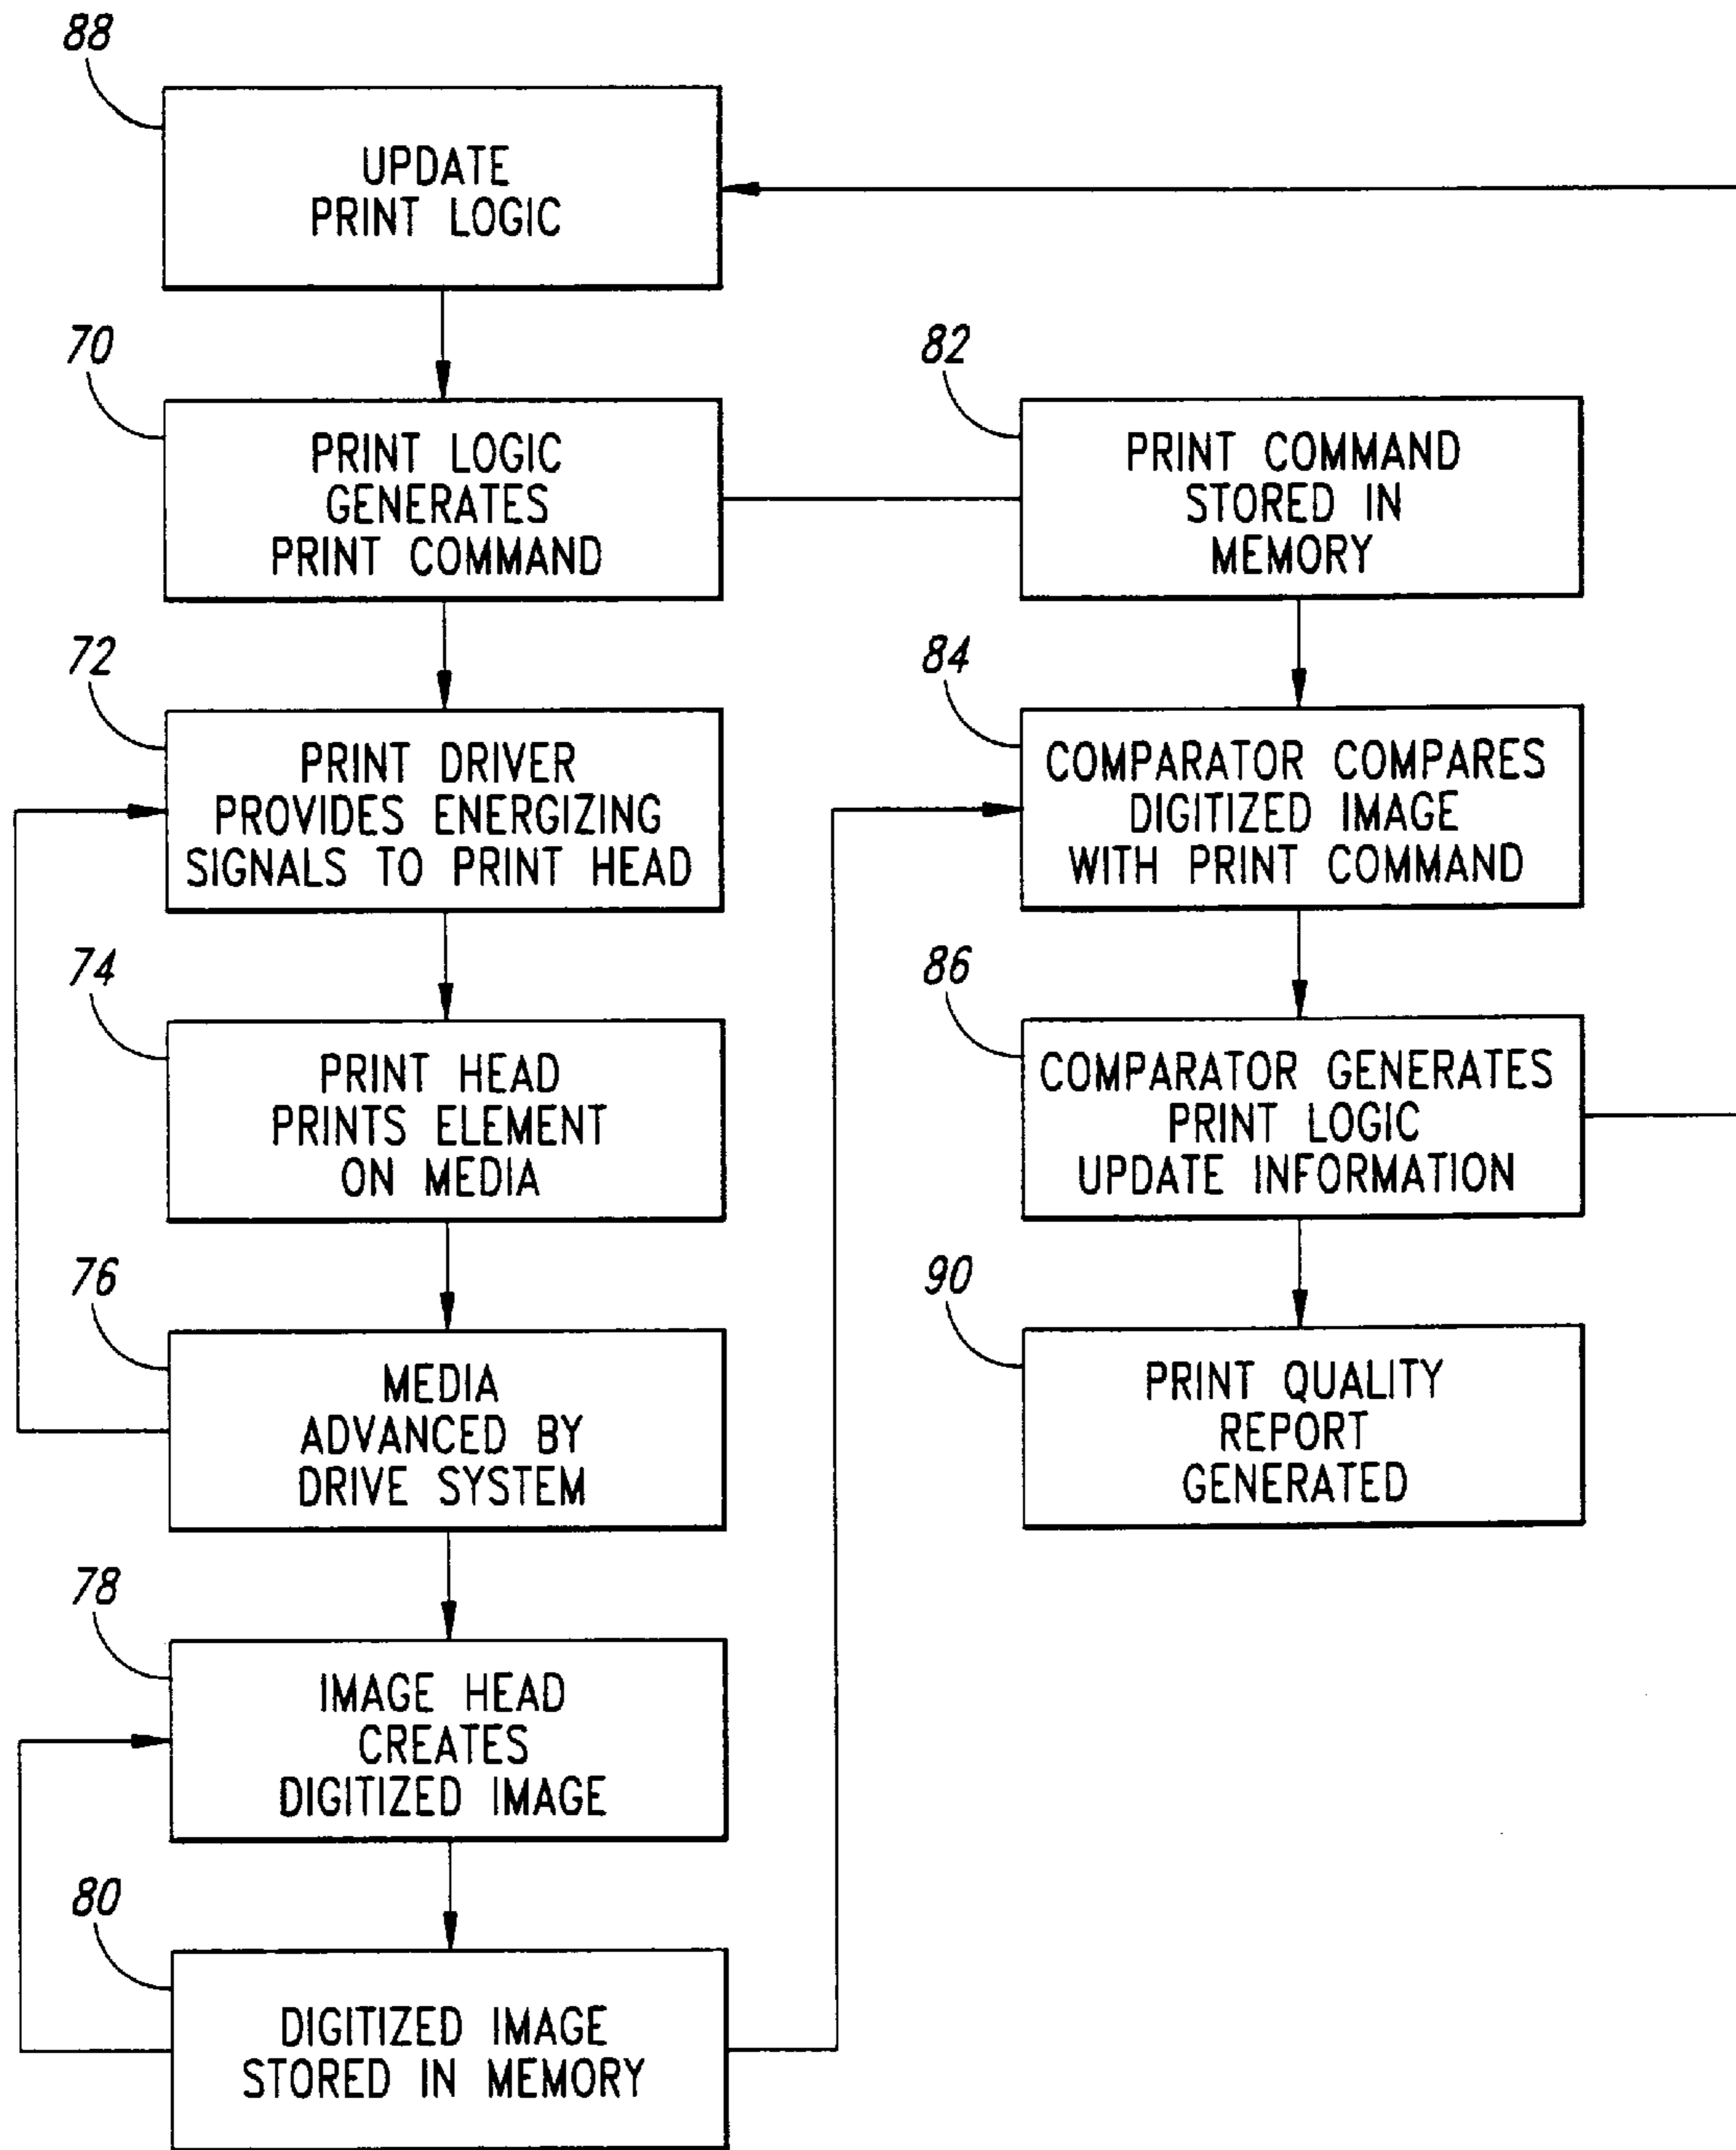 88
UPDATE
PRINT LOGIC
70
PRINT LOGIC
GENERATES
PRINT COMMAND
82
PRINT COMMAND
STORED IN
MEMORY
72
PRINT DRIVER
PROVIDES ENERGIZING
SIGNALS TO PRINT HEAD
84
COMPARATOR COMPARES
DIGITIZED IMAGE
WITH PRINT COMMAND
74
PRINT HEAD
PRINTS ELEMENT
ON MEDIA
86
COMPARATOR GENERATES
PRINT LOGIC
UPDATE INFORMATION
76
MEDIA
ADVANCED BY
DRIVE SYSTEM
90
PRINT QUALITY
REPORT
GENERATED
78
IMAGE HEAD
CREATES
DIGITIZED IMAGE
80
DIGITIZED IMAGE
STORED IN MEMORY